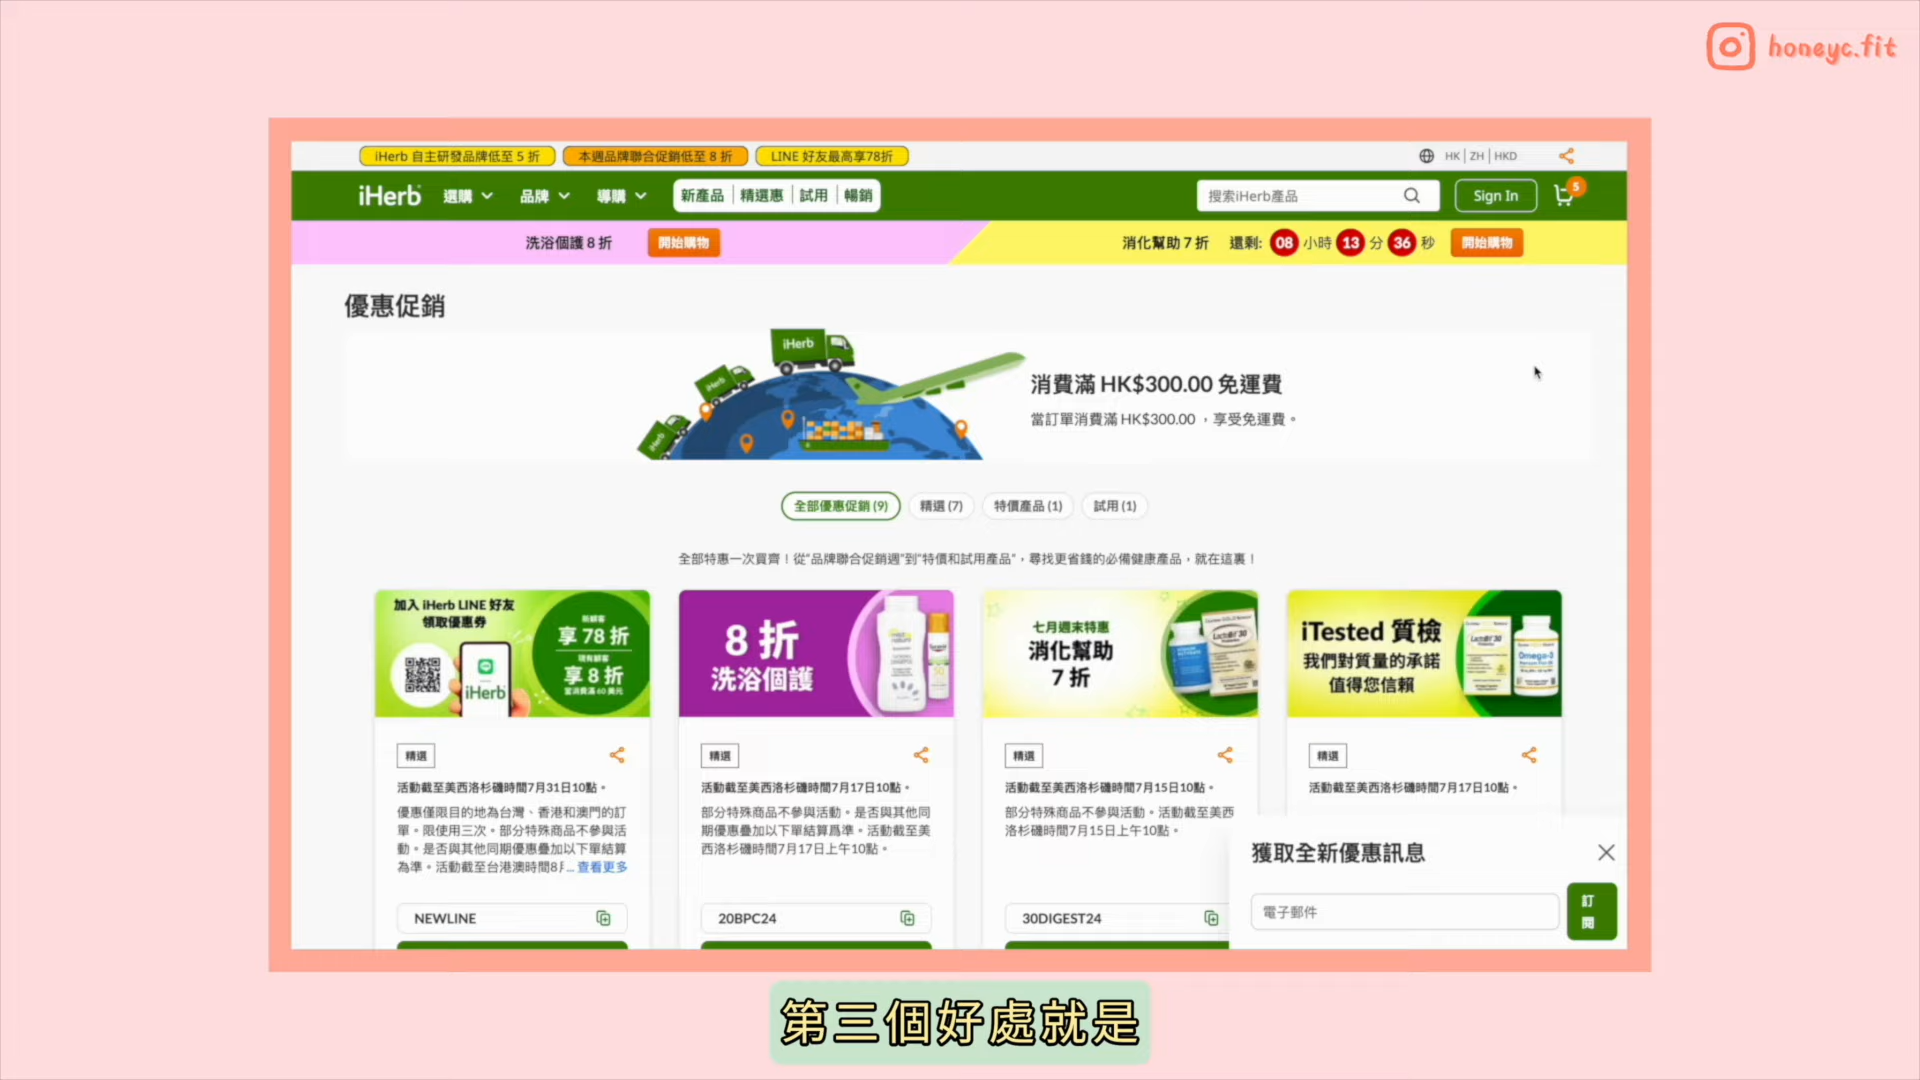 honeyc.fit
iHerb 自主研發品牌低至 5 折
本週品牌聯合促銷低至 8 折
LINE 好友最高享78折
HK | ZH | HKD
iHerb
選購
品牌
導購
新產品 | 精選惠 | 試用 | 暢銷
搜索iHerb產品
Sign In
5
洗浴個護 8 折
開始購物
消化幫助 7 折
還剩: 08 小時 13 分 36 秒
開始購物
優惠促銷
iHerb
iHerb
iHerb
消費滿 HK$300.00 免運費
當訂單消費滿 HK$300.00 ，享受免運費。
全部優惠促銷 (9)
精選 (7)
特價產品 (1)
試用 (1)
全部特惠一次買齊！從"品牌聯合促銷週"到"特價和試用產品"，尋找更省錢的必備健康產品，就在這裏！
加入 iHerb LINE 好友
領取優惠券
iHerb
新顧客
享 78 折
現有顧客
享 8 折
當消費滿 60 美元
精選
活動截至美西洛杉磯時間7月31日10點。
優惠僅限目的地為台灣、香港和澳門的訂
單。限使用三次。部分特殊商品不參與活
動。是否與其他同期優惠疊加以下單結算
為準。活動截至台港澳時間8月... 查看更多
NEWLINE
8 折
洗浴個護
精選
活動截至美西洛杉磯時間7月17日10點。
部分特殊商品不參與活動。是否與其他同
期優惠疊加以下單結算爲準。活動截至美
西洛杉磯時間7月17日上午10點。
20BPC24
七月週末特惠
消化幫助
7 折
LactoBif 30
精選
活動截至美西洛杉磯時間7月15日10點。
部分特殊商品不參與活動。活動截至美西
洛杉磯時間7月15日上午10點。
30DIGEST24
iTested 質檢
我們對質量的承諾
值得您信賴
LactoBif 30
Omega-3
精選
活動截至美西洛杉磯時間7月17日10點。
獲取全新優惠訊息
電子郵件
訂
閱
第三個好處就是